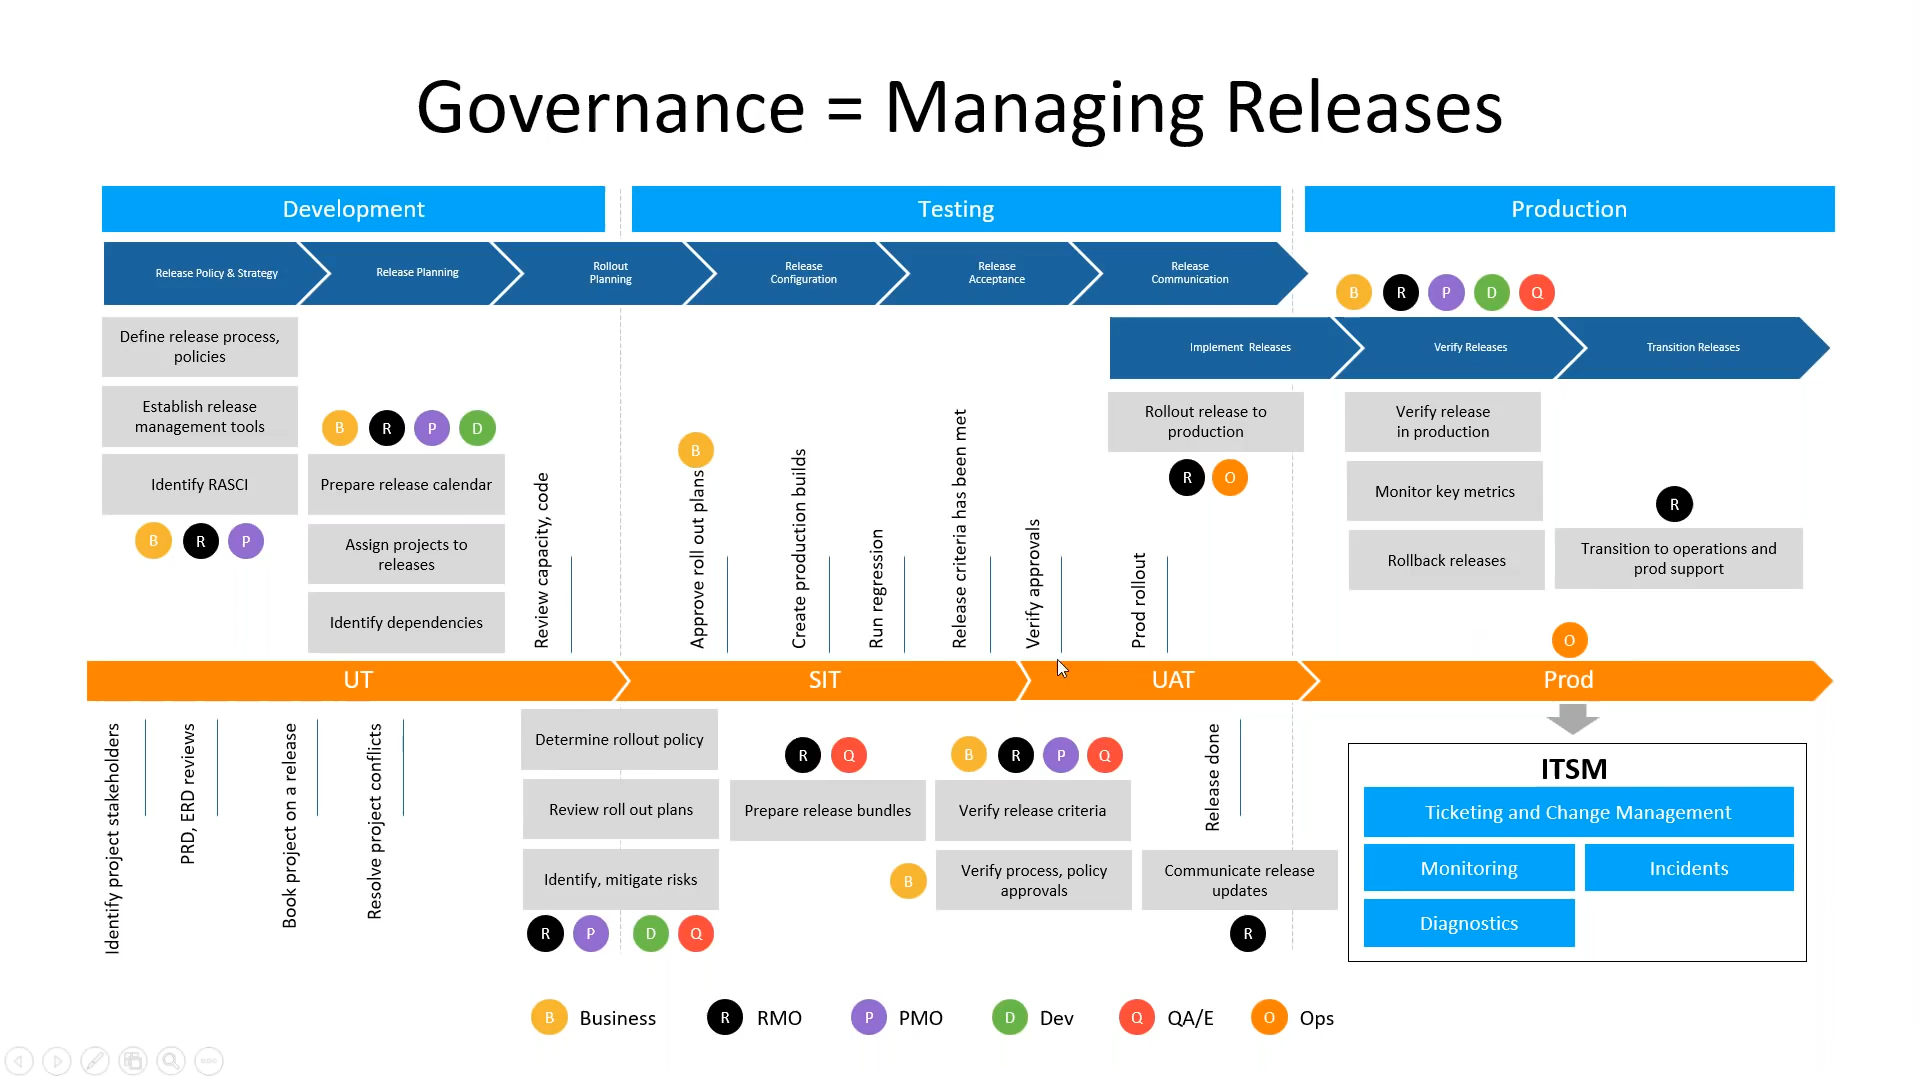 Governance = Managing Releases
Development
Testing
Production
Release Policy & Strategy
Release Planning
Rollout
Planning
Release
Configuration
Release
Acceptance
Release
Communication
B R P D Q
Implement Releases
Verify Releases
Transition Releases
Define release process,
policies
Establish release
management tools
Identify RASCI
B R P
B R P D
Prepare release calendar
Assign projects to
releases
Identify dependencies
Review capacity, code
B
Approve roll out plans
Create production builds
Run regression
Release criteria has been met
Verify approvals
Prod rollout
Rollout release to
production
R O
Verify release
in production
Monitor key metrics
Rollback releases
R
Transition to operations and
prod support
O
UT
SIT
UAT
Prod
Identify project stakeholders
PRD, ERD reviews
Book project on a release
Resolve project conflicts
Determine rollout policy
Review roll out plans
Identify, mitigate risks
R P D Q
R Q
Prepare release bundles
B R P Q
Verify release criteria
B
Verify process, policy
approvals
Release done
Communicate release
updates
R
ITSM
Ticketing and Change Management
Monitoring
Incidents
Diagnostics
B Business
R RMO
P PMO
D Dev
Q QA/E
O Ops